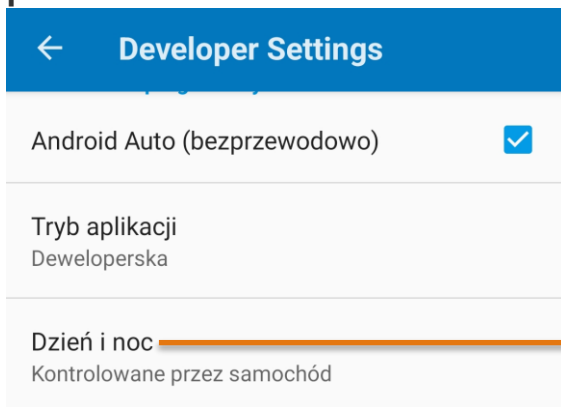 Developer Settings
Android Auto (bezprzewodowo)
Tryb aplikacji
Deweloperska
Dzień i noc
Kontrolowane przez samochód